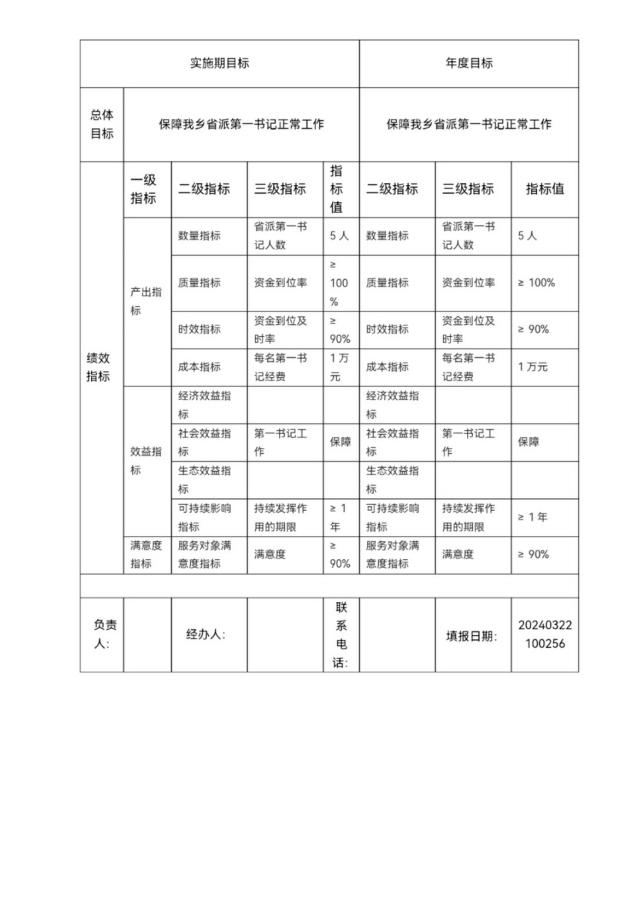 实施期目标
年度目标
总体
目标
保障我乡省派第一书记正常工作
保障我乡省派第一书记正常工作
绩效
指标
一级
指标
二级指标
三级指标
指
标
值
二级指标
三级指标
指标值
产出指
标
数量指标
省派第一书
记人数
5 人
数量指标
省派第一书
记人数
5 人
质量指标
资金到位率
≥
100
%
质量指标
资金到位率
≥ 100%
时效指标
资金到位及
时率
≥
90%
时效指标
资金到位及
时率
≥ 90%
成本指标
每名第一书
记经费
1 万
元
成本指标
每名第一书
记经费
1 万元
效益指
标
经济效益指
标
经济效益指
标
社会效益指
标
第一书记工
作
保障
社会效益指
标
第一书记工
作
保障
生态效益指
标
生态效益指
标
可持续影响
指标
持续发挥作
用的期限
≥ 1
年
可持续影响
指标
持续发挥作
用的期限
≥ 1 年
满意度
指标
服务对象满
意度指标
满意度
≥
90%
服务对象满
意度指标
满意度
≥ 90%
负责
人:
经办人:
联
系
电
话:
填报日期:
20240322
100256